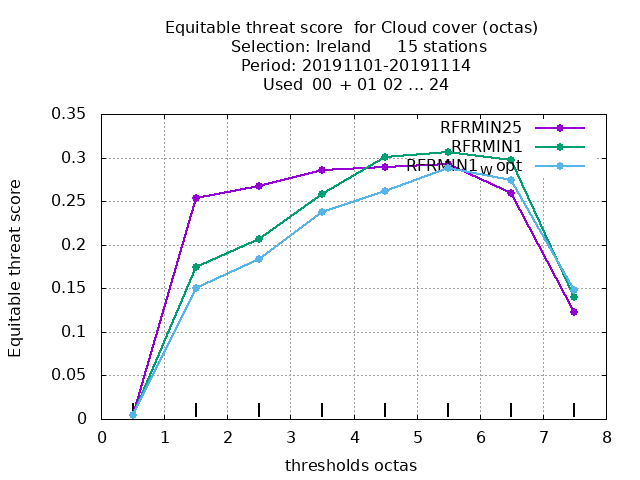 Equitable threat score for Cloud cover (octas)
Selection: Ireland 15 stations
Period: 20191101-20191114
Used 00 + 01 02 ... 24
RFRMIN25
RFRMIN1
RFRMIN1w opt
Equitable threat score
0.35
0.3
0.25
0.2
0.15
0.1
0.05
0
0 1 2 3 4 5 6 7 8
thresholds octas